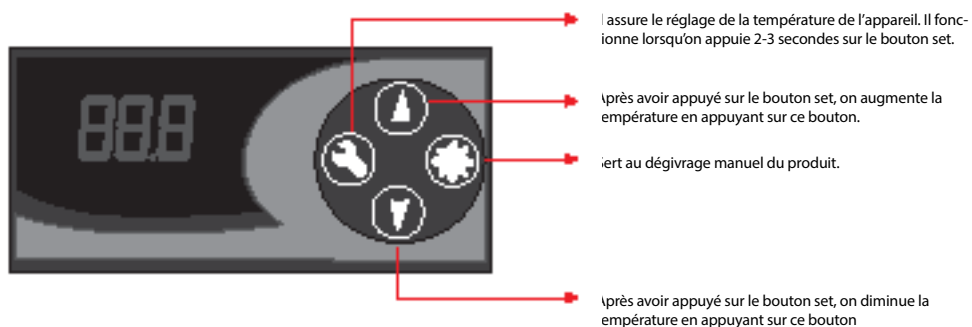 l assure le réglage de la température de l'appareil. Il fonc-
ionne lorsqu'on appuie 2-3 secondes sur le bouton set.
près avoir appuyé sur le bouton set, on augmente la
empérature en appuyant sur ce bouton.
88.8
ert au dégivrage manuel du produit.
près avoir appuyé sur le bouton set, on diminue la
empérature en appuyant sur ce bouton